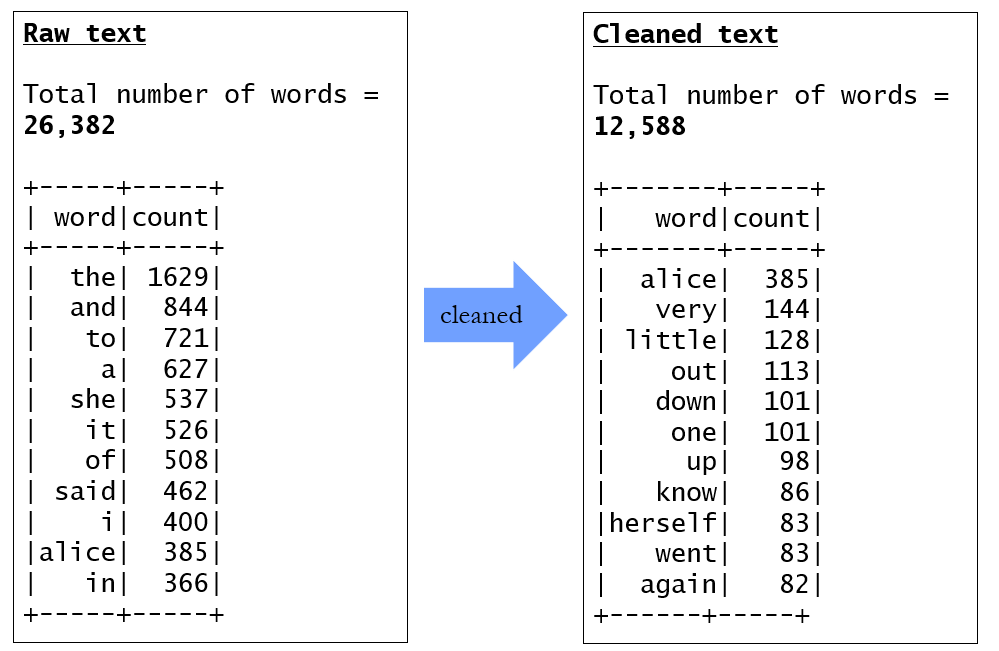 Raw text
Total number of words =
26,382
+-----+-----+
| word|count|
+-----+-----+
|  the| 1629|
|  and|  844|
|   to|  721|
|    a|  627|
|  she|  537|
|   it|  526|
|   of|  508|
| said|  462|
|    i|  400|
|alice|  385|
|   in|  366|
+-----+-----+
cleaned
Cleaned text
Total number of words =
12,588
+-------+-----+
|   word|count|
+-------+-----+
|  alice|  385|
|   very|  144|
| little|  128|
|    out|  113|
|   down|  101|
|    one|  101|
|     up|   98|
|   know|   86|
|herself|   83|
|   went|   83|
|  again|   82|
+------+-----+